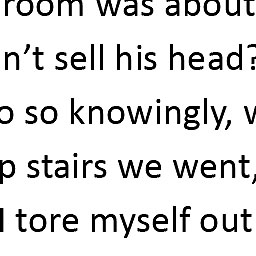 room was about
n't sell his head?
o so knowingly,
p stairs we went,
I tore myself out